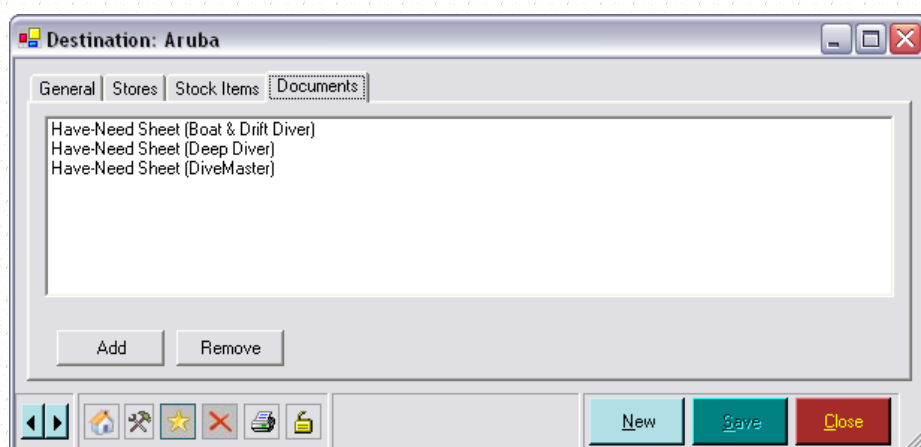 Destination: Aruba
General Stores Stock Items Documents
Have-Need Sheet (Boat & Drift Diver)
Have-Need Sheet (Deep Diver)
Have-Need Sheet (DiveMaster)
Add Remove
New Save Close